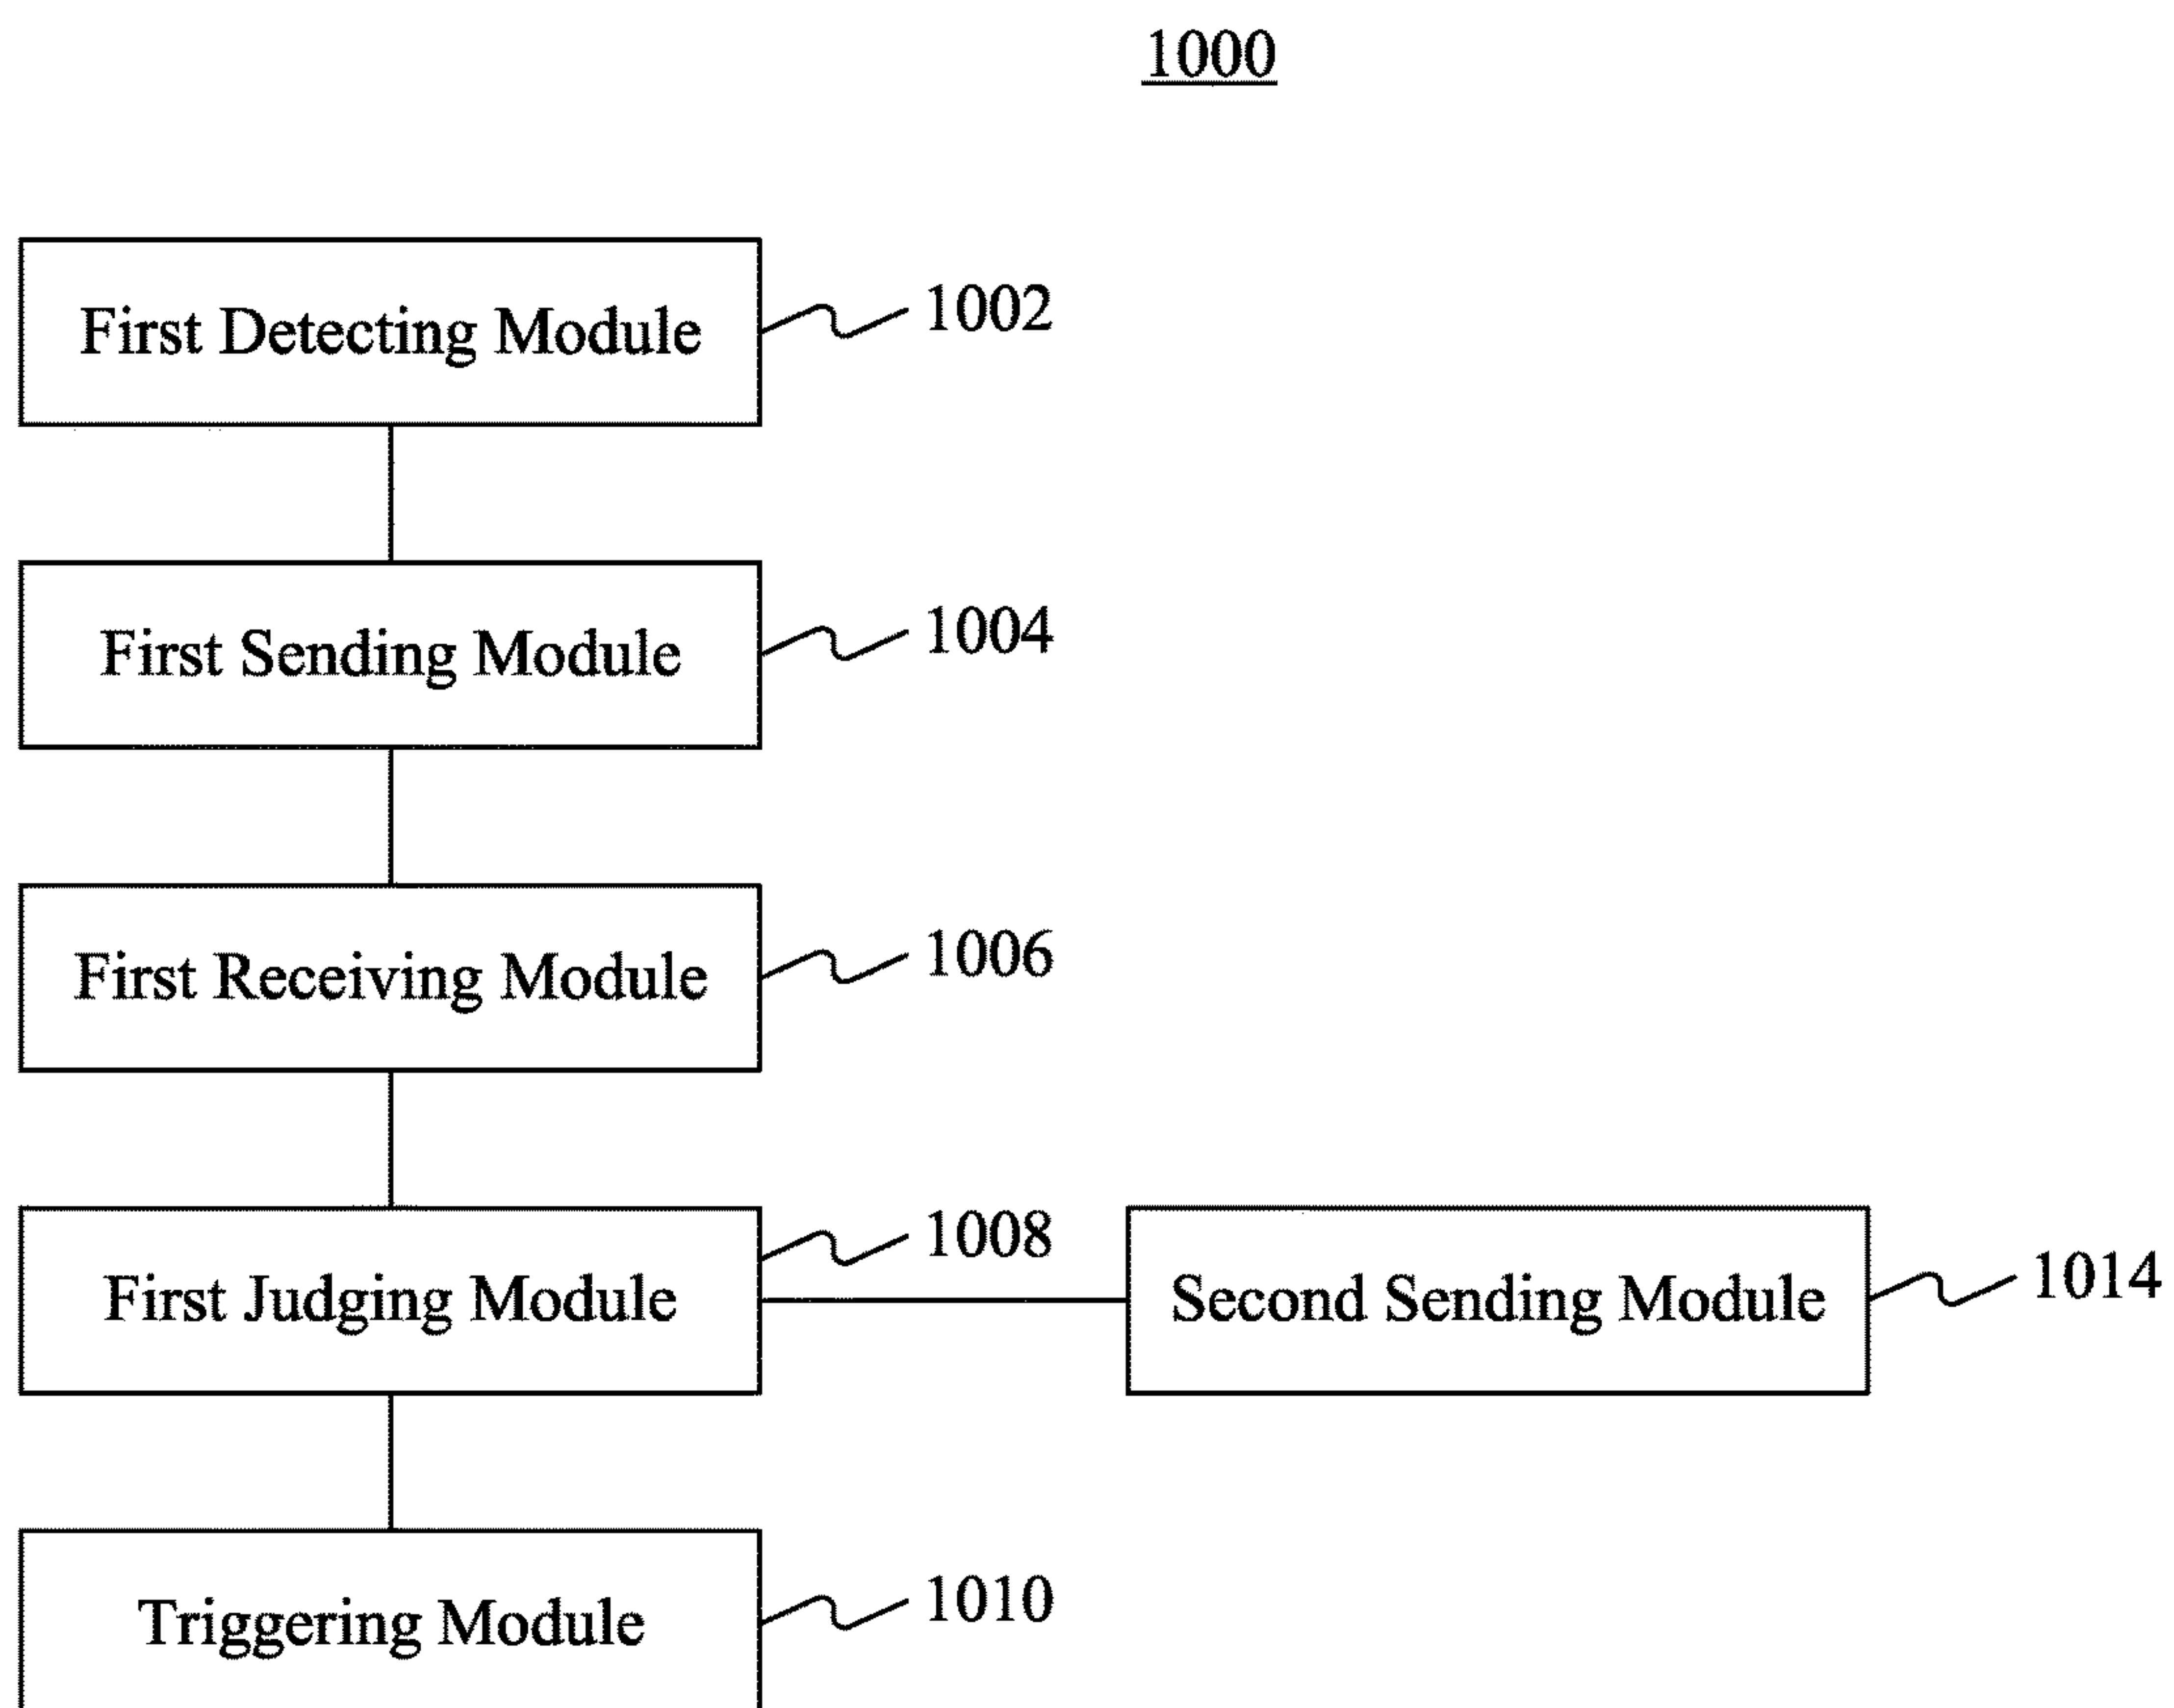 1000
First Detecting Module
1002
First Sending Module
1004
First Receiving Module
1006
First Judging Module
1008
Second Sending Module
1014
Triggering Module
1010